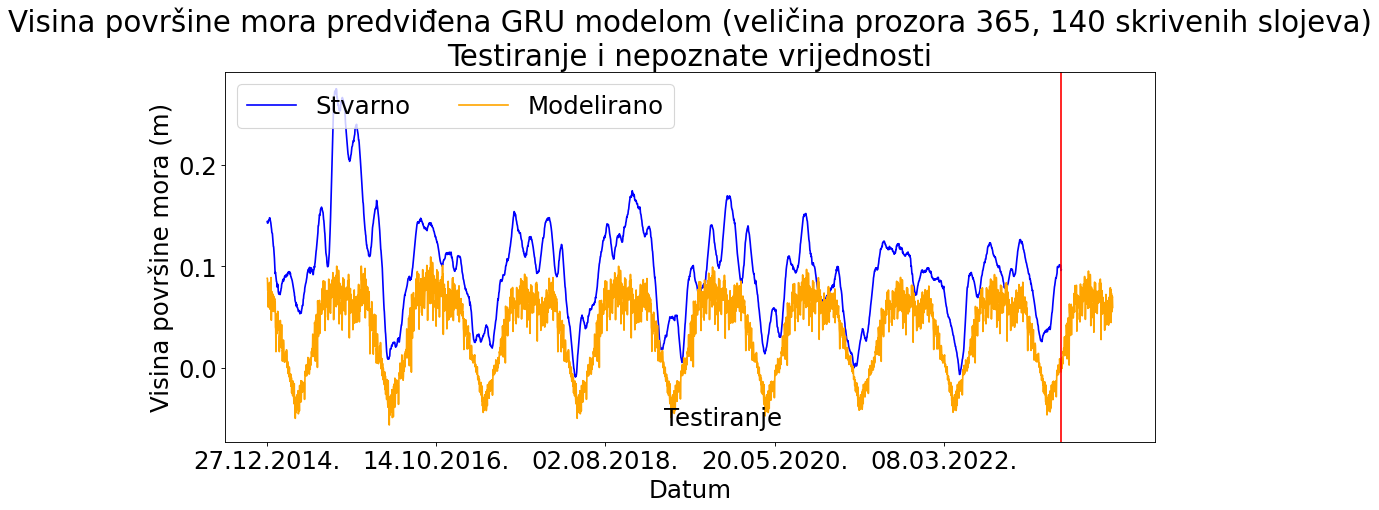 Visina površine mora predviđena GRU modelom (veličina prozora 365, 140 skrivenih slojeva)
Testiranje i nepoznate vrijednosti
Stvarno
Modelirano
Visina površine mora (m)
0.2
0.1
0.0
Testiranje
27.12.2014.
14.10.2016.
02.08.2018.
20.05.2020.
08.03.2022.
Datum